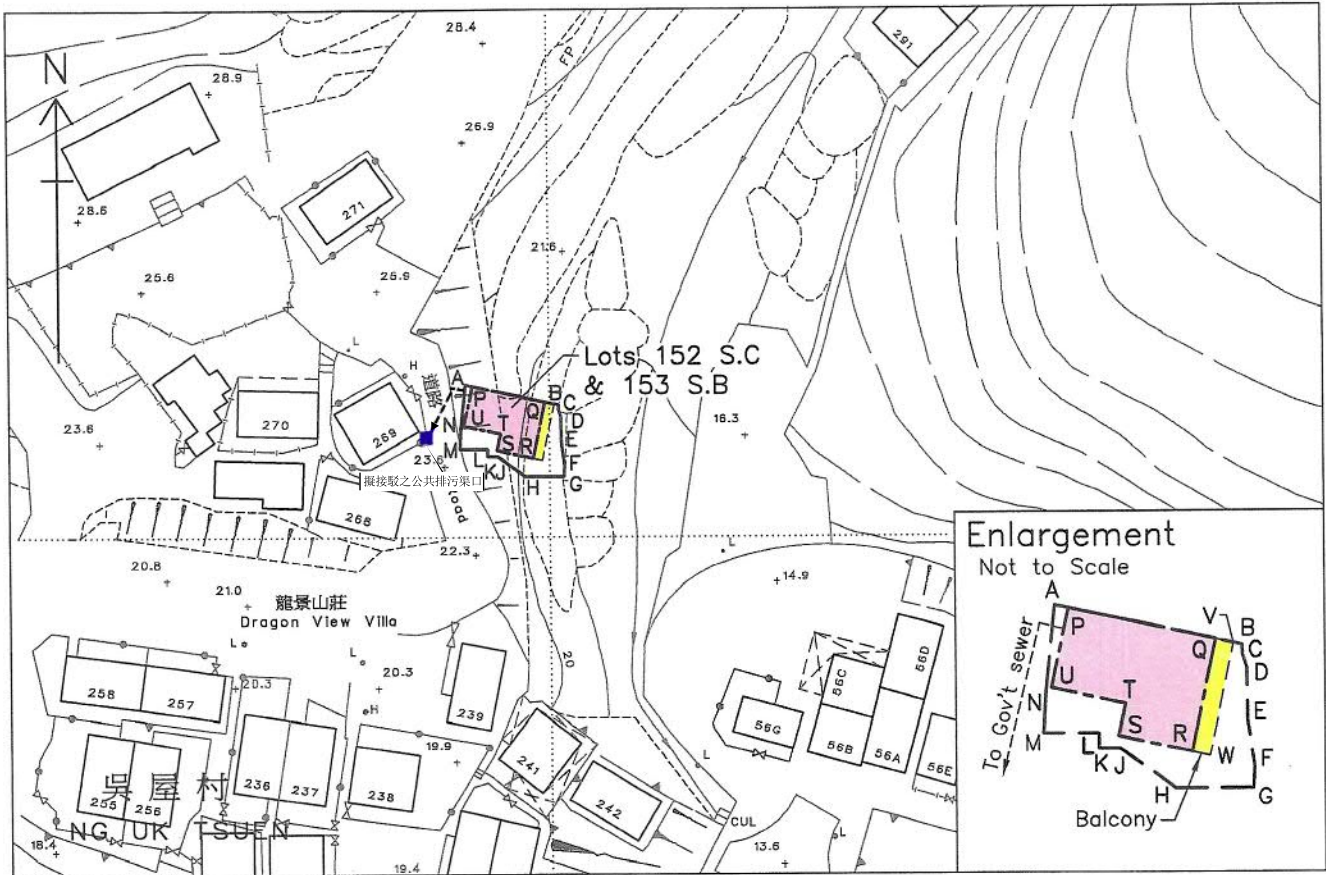 N
28.4
FP
291
28.9
26.9
28.5
271
21.6
25.6
25.9
L
H
道路
Lots 152 S.C
& 153 S.B
A
P
B
Q
C
U
T
D
N
E
S
R
M
F
L
K
J
H
G
16.3
270
269
23.6
23.6
擬接駁之公共排污渠口
268
22.3
20.8
21.0
龍景山莊
Dragon View Villa
L
L
14.9
20
L
20.3
20.3
H
258
257
239
56D
56C
56G
56B
56A
56E
19.9
241
236
237
238
242
吳屋村
255
256
NG UK TSUEN
L
CUL
L
18.4
19.4
13.6
Enlargement
Not to Scale
A
V
B
P
Q
C
D
U
T
N
E
S
R
M
W
F
L
K
J
H
G
To Gov't sewer
Balcony